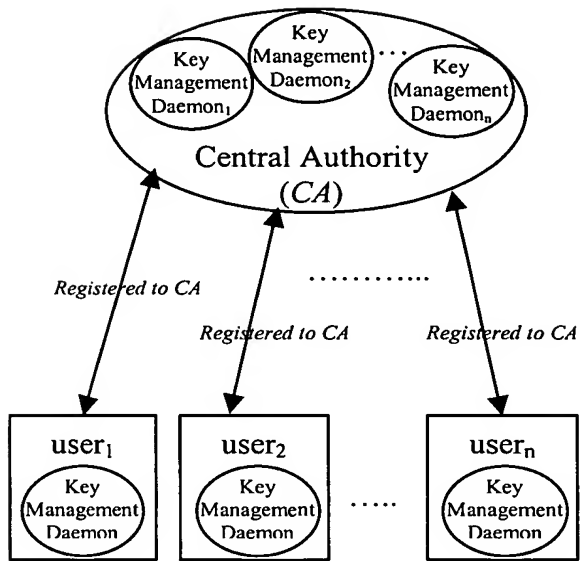 Key
Management
Daemon₁
Key
Management
Daemon₂
.....
Key
Management
Daemonₙ
Central Authority
(CA)
Registered to CA
Registered to CA
..............
Registered to CA
user₁
Key
Management
Daemon
user₂
Key
Management
Daemon
.....
userₙ
Key
Management
Daemon